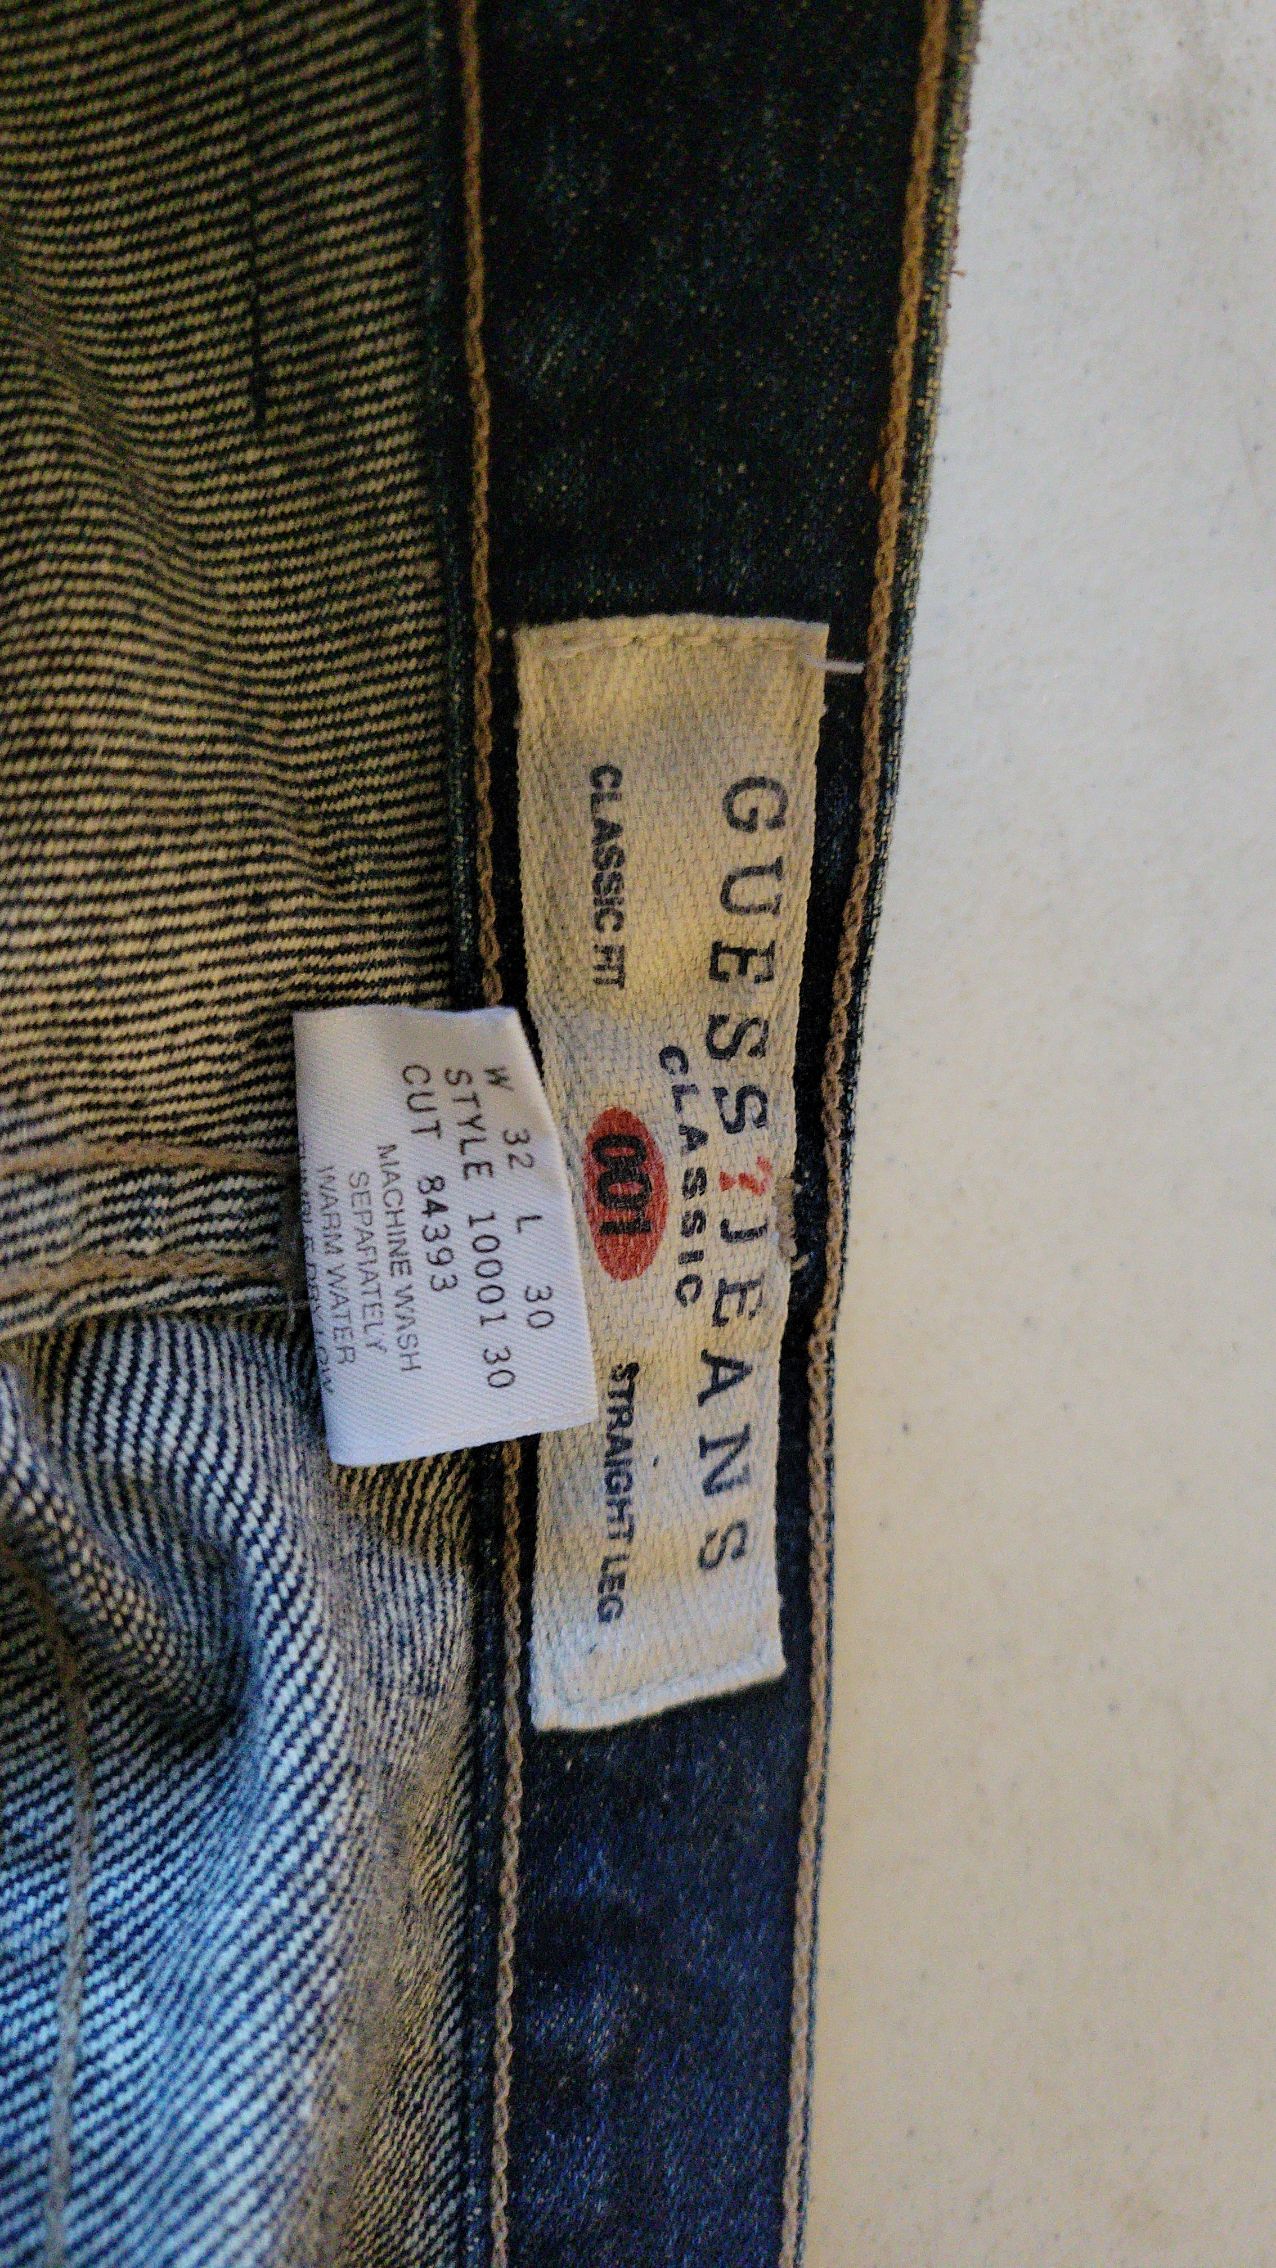 GUESS?JEANS
CLASSIC
CLASSIC FIT 001 STRAIGHT LEG
W 32 L 30
STYLE 10001 30
CUT 84393
MACHINE WASH
SEPARATELY
WARM WATER